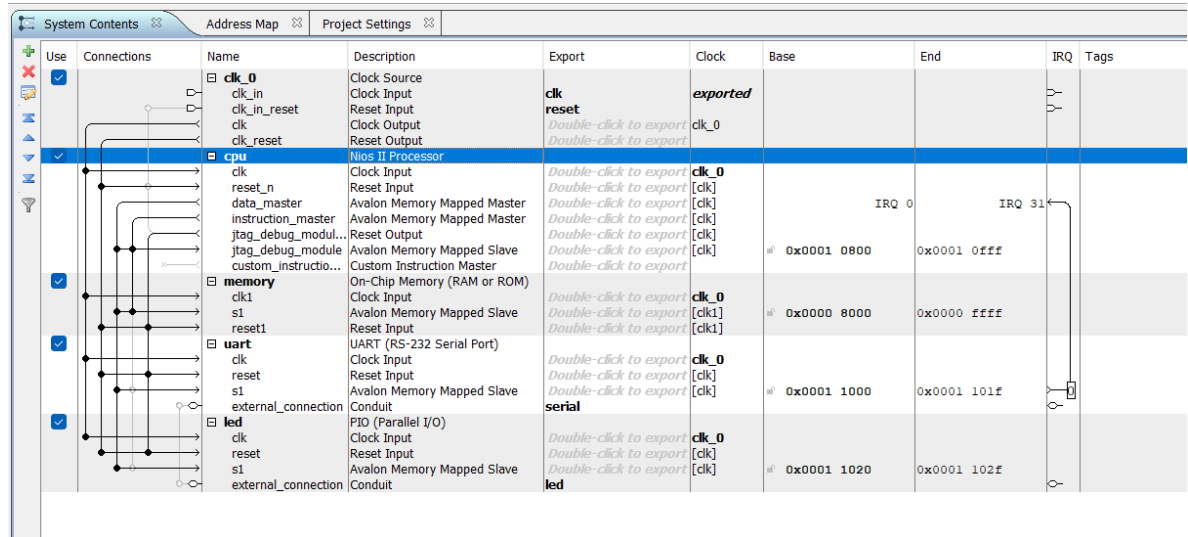 System Contents Address Map Project Settings
Use Connections Name Description Export Clock Base End IRQ Tags
clk_0 Clock Source
clk_in Clock Input clk exported
clk_in_reset Reset Input reset
clk Clock Output Double-click to export clk_0
clk_reset Reset Output Double-click to export
cpu Nios II Processor
clk Clock Input Double-click to export clk_0
reset_n Reset Input Double-click to export [clk]
data_master Avalon Memory Mapped Master Double-click to export [clk] IRQ 0 IRQ 31
instruction_master Avalon Memory Mapped Master Double-click to export [clk]
jtag_debug_modul... Reset Output Double-click to export [clk]
jtag_debug_module Avalon Memory Mapped Slave Double-click to export [clk] 0x0001 0800 0x0001 0fff
custom_instructio... Custom Instruction Master Double-click to export
memory On-Chip Memory (RAM or ROM)
clk1 Clock Input Double-click to export clk_0
s1 Avalon Memory Mapped Slave Double-click to export [clk1] 0x0000 8000 0x0000 ffff
reset1 Reset Input Double-click to export [clk1]
uart UART (RS-232 Serial Port)
clk Clock Input Double-click to export clk_0
reset Reset Input Double-click to export [clk]
s1 Avalon Memory Mapped Slave Double-click to export [clk] 0x0001 1000 0x0001 101f 0
external_connection Conduit serial
led PIO (Parallel I/O)
clk Clock Input Double-click to export clk_0
reset Reset Input Double-click to export [clk]
s1 Avalon Memory Mapped Slave Double-click to export [clk] 0x0001 1020 0x0001 102f
external_connection Conduit led